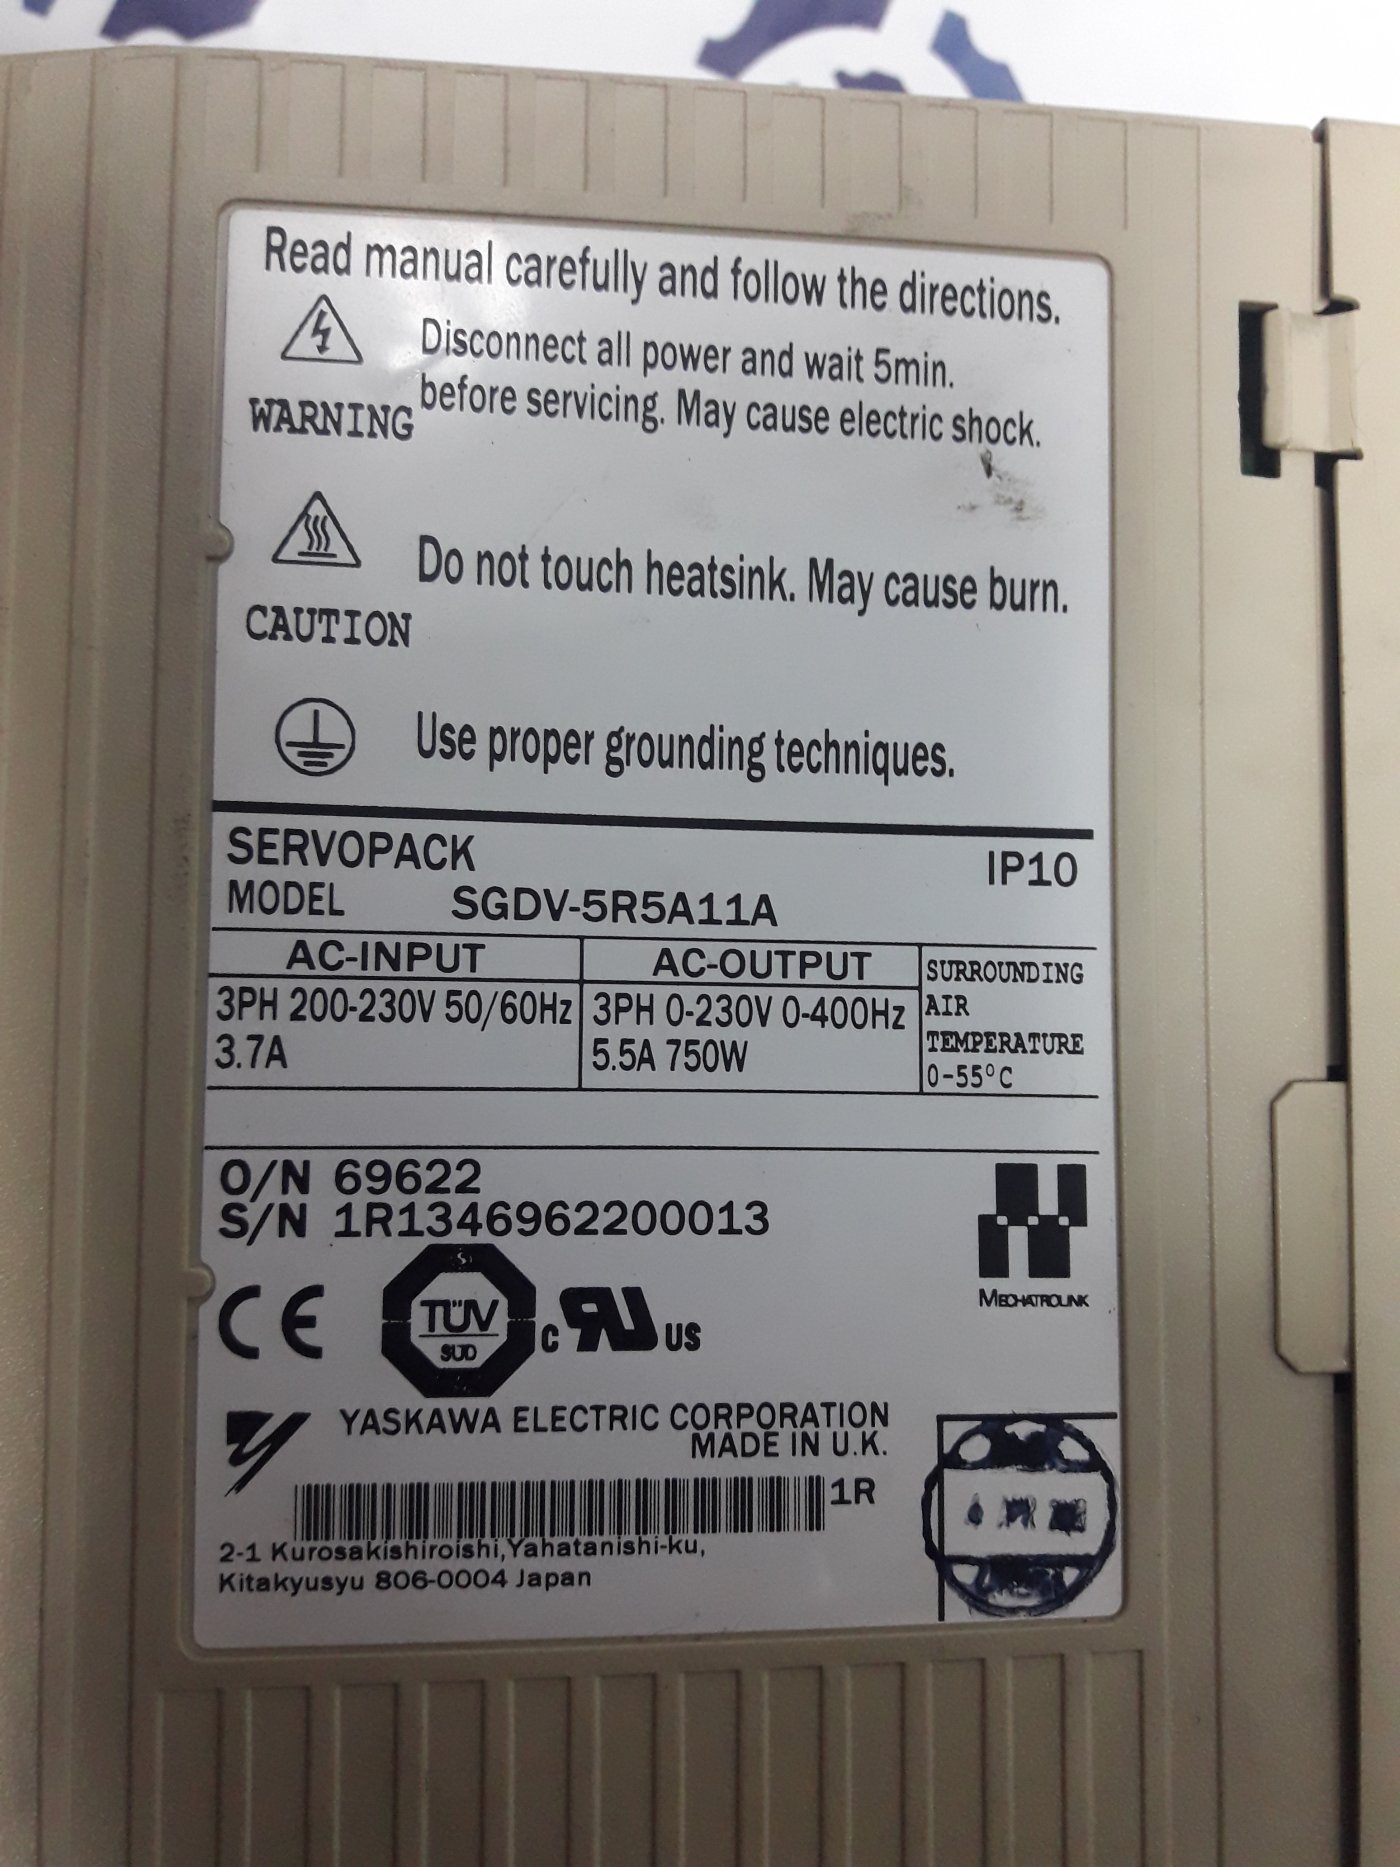 Read manual carefully and follow the directions.
Disconnect all power and wait 5min.
WARNING before servicing. May cause electric shock.
Do not touch heatsink. May cause burn.
CAUTION
Use proper grounding techniques.
SERVOPACK IP10
MODEL SGDV-5R5A11A
AC-INPUT AC-OUTPUT SURROUNDING
3PH 200-230V 50/60Hz 3PH 0-230V 0-400Hz AIR
3.7A 5.5A 750W TEMPERATURE
0-55°C
O/N 69622
S/N 1R1346962200013
MECHATROLINK
CE TÜV SÜD c RU US
YASKAWA ELECTRIC CORPORATION
MADE IN U.K.
1R
2-1 Kurosakishiroishi,Yahatanishi-ku,
Kitakyusyu 806-0004 Japan